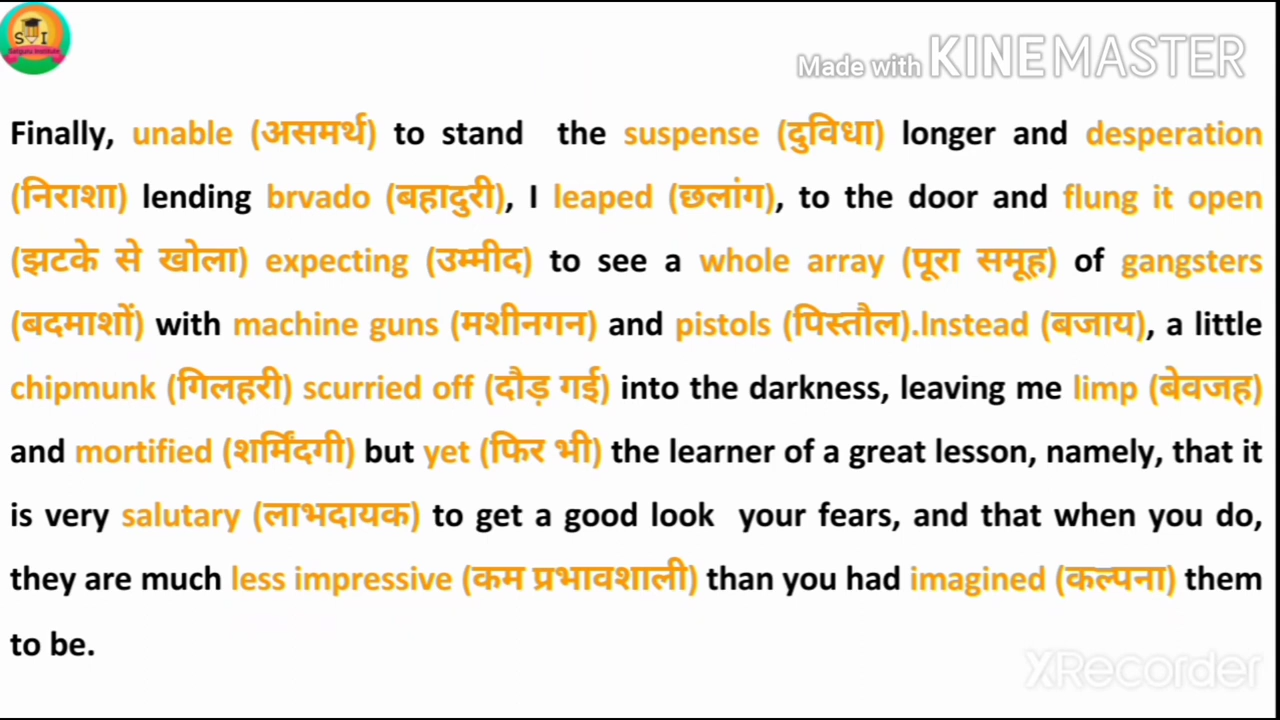 S I
Satguru Institute
Made with KINEMASTER
Finally, unable (असमर्थ) to stand the suspense (दुविधा) longer and desperation
(निराशा) lending brvado (बहादुरी), I leaped (छलांग), to the door and flung it open
(झटके से खोला) expecting (उम्मीद) to see a whole array (पूरा समूह) of gangsters
(बदमाशों) with machine guns (मशीनगन) and pistols (पिस्तौल).Instead (बजाय), a little
chipmunk (गिलहरी) scurried off (दौड़ गई) into the darkness, leaving me limp (बेवजह)
and mortified (शर्मिंदगी) but yet (फिर भी) the learner of a great lesson, namely, that it
is very salutary (लाभदायक) to get a good look your fears, and that when you do,
they are much less impressive (कम प्रभावशाली) than you had imagined (कल्पना) them
to be.
XRecorder